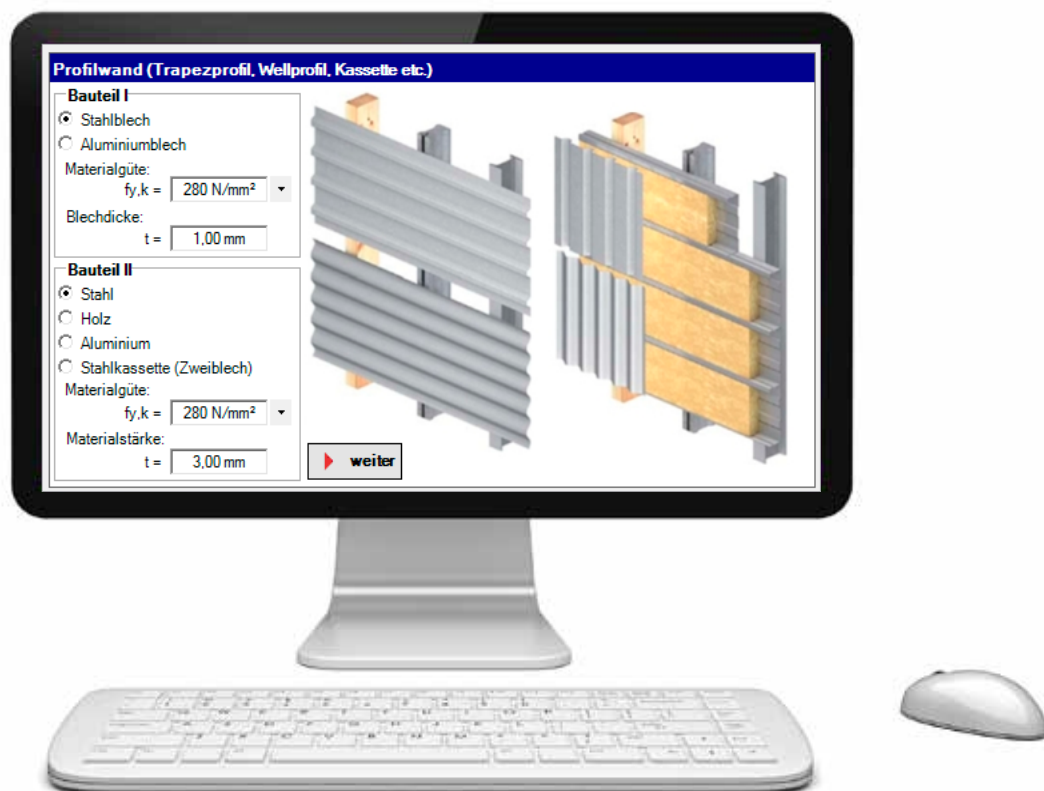 Profilwand (Trapezprofil, Wellprofil, Kassette etc.)
Bauteil I
Stahlblech
Aluminiumblech
Materialgüte:
fy,k = 280 N/mm²
Blechdicke:
t = 1,00 mm
Bauteil II
Stahl
Holz
Aluminium
Stahlkassette (Zweiblech)
Materialgüte:
fy,k = 280 N/mm²
Materialstärke:
t = 3,00 mm
weiter